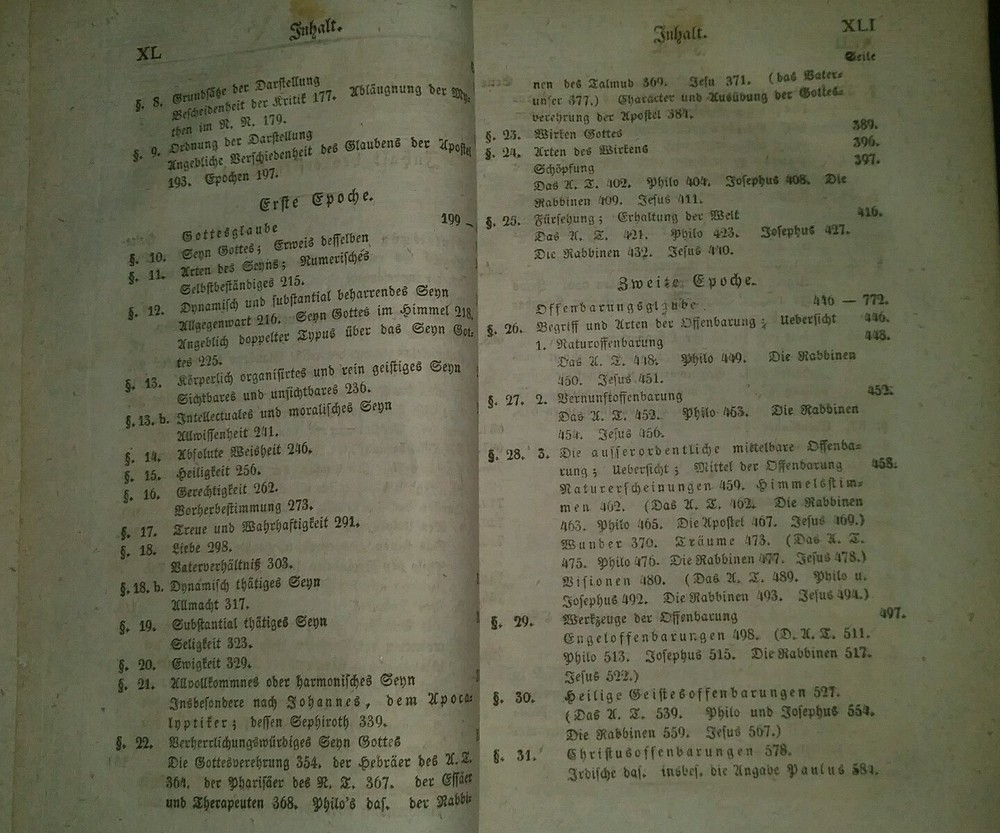 Inhalt.
XL
§. 8. Grundsätze der Darstellung
Bescheidenheit der Kritik 177. Abläugnung der My-
then im N. R. 179.
§. 9. Ordnung der Darstellung
Angebliche Verschiedenheit des Glaubens der Apostel
193. Epochen 197.
Erste Epoche.
Gottesglaube 199
§. 10. Seyn Gottes; Erweis desselben
§. 11. Arten des Seyns; Numerisches
Selbstbeständiges 215.
§. 12. Dynamisch und substantial beharrendes Seyn
Allgegenwart 216. Seyn Gottes im Himmel 218.
Angeblich doppelter Typus über das Seyn Got-
tes 225.
§. 13. Körperlich organisirtes und rein geistiges Seyn
Sichtbares und unsichtbares 236.
§. 13. b. Intellectuales und moralisches Seyn
Allwissenheit 241.
§. 14. Absolute Weisheit 246.
§. 15. Heiligkeit 256.
§. 16. Gerechtigkeit 262.
Vorherbestimmung 273.
§. 17. Treue und Wahrhaftigkeit 291.
§. 18. Liebe 298.
Vaterverhältniß 303.
§. 18. b. Dynamisch thätiges Seyn
Allmacht 317.
§. 19. Substantial thätiges Seyn
Seligkeit 323.
§. 20. Ewigkeit 329.
§. 21. Allvollkommnes oder harmonisches Seyn
Insbesondere nach Johannes, dem Apoca-
lyptiker; dessen Sephiroth 339.
§. 22. Verherrlichungswürdiges Seyn Gottes
Die Gottesverehrung 354. der Hebräer des A. T.
364. der Pharisäer des N. T. 367. der Essäer
und Therapeuten 368. Philo's das. der Rabbi-
Inhalt. XLI
Seite
nen des Talmud 369. Jesu 371. (das Vater-
unser 377.) Character und Ausübung der Gottes-
verehrung der Apostel 384.
§. 23. Wirken Gottes 389.
§. 24. Arten des Wirkens 396.
Schöpfung 397.
Das A. T. 402. Philo 404. Josephus 408. Die
Rabbinen 409. Jesus 411.
§. 25. Fürsehung; Erhaltung der Welt 416.
Das A. T. 421. Philo 423. Josephus 427.
Die Rabbinen 432. Jesus 440.
Zweite Epoche.
Offenbarungsglaube 446 — 772.
§. 26. Begriff und Arten der Offenbarung; Uebersicht 446.
1. Naturoffenbarung 448.
Das A. T. 448. Philo 449. Die Rabbinen
450. Jesus 451.
§. 27. 2. Vernunftoffenbarung 452.
Das A. T. 452. Philo 463. Die Rabbinen
454. Jesus 456.
§. 28. 3. Die ausserordentliche mittelbare Offenba-
rung; Uebersicht; Mittel der Offenbarung 458.
Naturerscheinungen 459. Himmelsstim-
men 462. (Das A. T. 462. Die Rabbinen
463. Philo 465. Die Apostel 467. Jesus 469.)
Wunder 370. Träume 473. (Das A. T.
475. Philo 476. Die Rabbinen 477. Jesus 478.)
Visionen 480. (Das A. T. 489. Philo u.
Josephus 492. Die Rabbinen 493. Jesus 494.)
§. 29. Werkzeuge der Offenbarung 497.
Engeloffenbarungen 498. (D. A. T. 511.
Philo 513. Josephus 515. Die Rabbinen 517.
Jesus 522.)
§. 30. Heilige Geistesoffenbarungen 527.
(Das A. T. 539. Philo und Josephus 554.
Die Rabbinen 559. Jesus 567.)
§. 31. Christusoffenbarungen 578.
Irdische das. insbes. die Angabe Paulus 584.